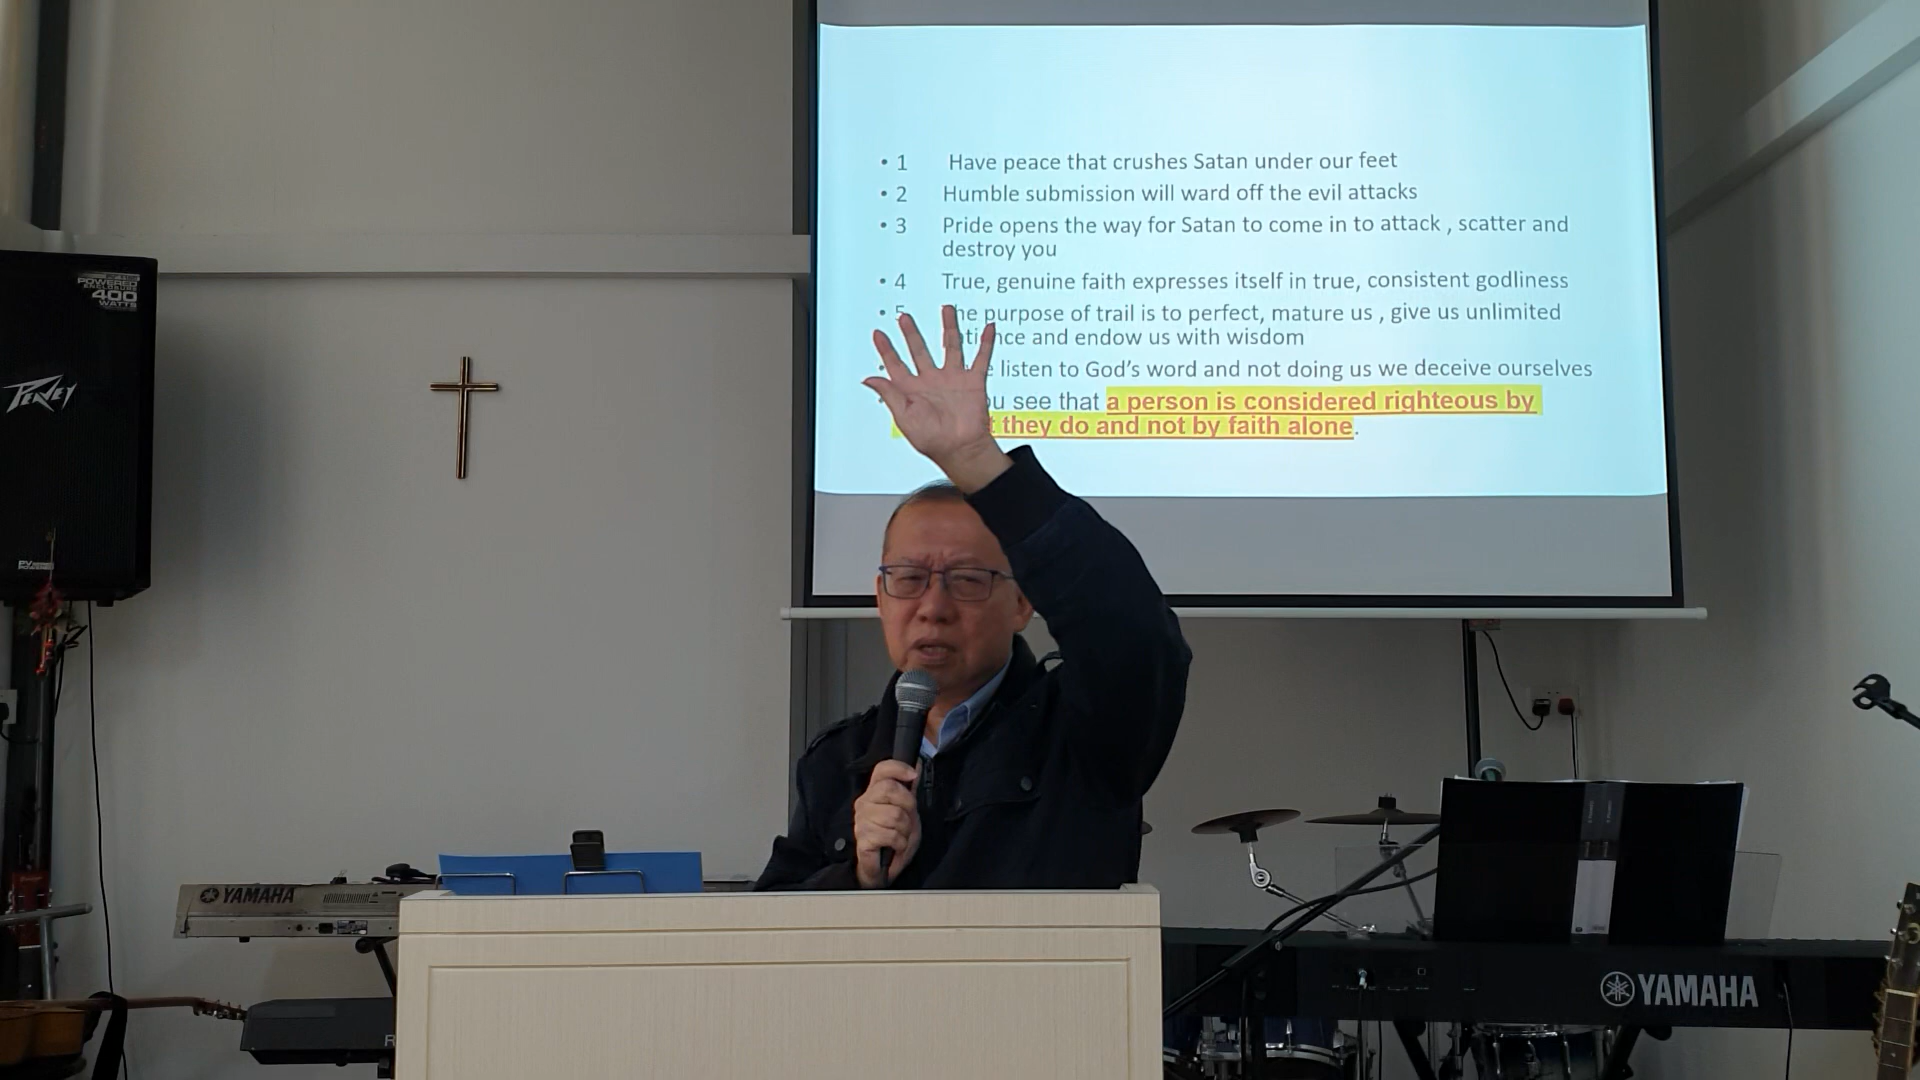 • 1 Have peace that crushes Satan under our feet
• 2 Humble submission will ward off the evil attacks
• 3 Pride opens the way for Satan to come in to attack , scatter and
destroy you
• 4 True, genuine faith expresses itself in true, consistent godliness
• 5 he purpose of trail is to perfect, mature us , give us unlimited
and endow us with wisdom
• listen to God's word and not doing us we deceive ourselves
see that a person is considered righteous by
they do and not by faith alone.
POWERED
ENCLOSURE
400
WATTS
PEAVEY
PV
YAMAHA
YAMAHA
R